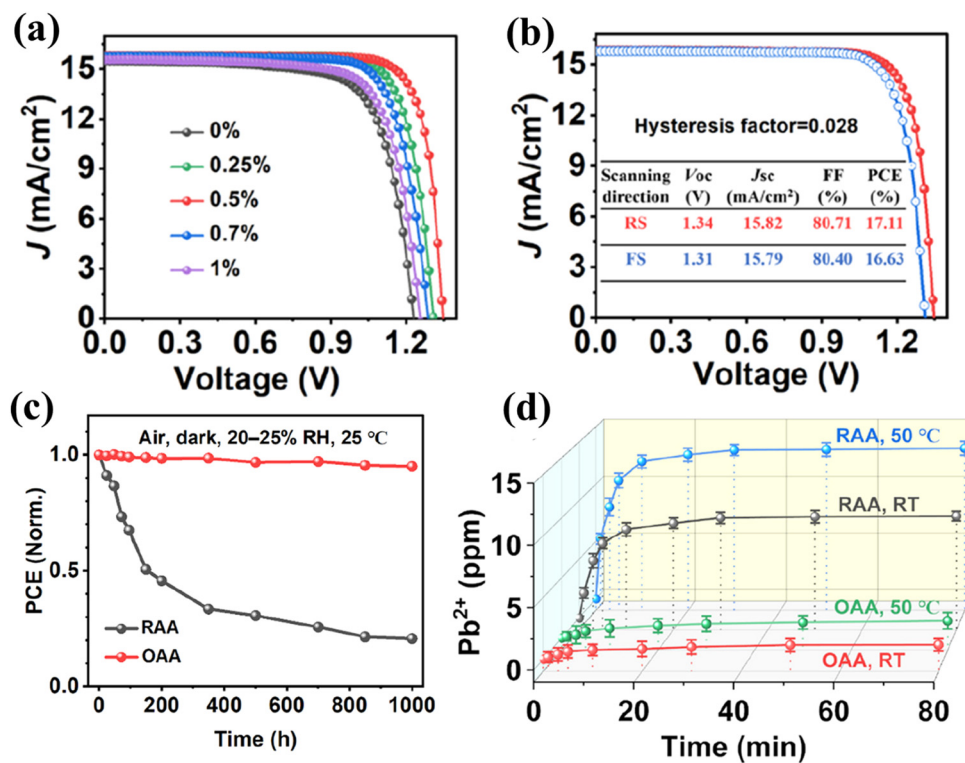 (a)
J (mA/cm²)
15
12
9
6
3
0
0%
0.25%
0.5%
0.7%
1%
0.0 0.3 0.6 0.9 1.2
Voltage (V)
(b)
J (mA/cm²)
15
12
9
6
3
0
Hysteresis factor=0.028
Scanning Voc Jsc FF PCE
direction (V) (mA/cm²) (%) (%)
RS 1.34 15.82 80.71 17.11
FS 1.31 15.79 80.40 16.63
0.0 0.3 0.6 0.9 1.2
Voltage (V)
(c)
PCE (Norm.)
1.0
0.5
0.0
Air, dark, 20–25% RH, 25 °C
RAA
OAA
0 200 400 600 800 1000
Time (h)
(d)
Pb²⁺ (ppm)
15
10
5
0
RAA, 50 °C
RAA, RT
OAA, 50 °C
OAA, RT
0 20 40 60 80
Time (min)